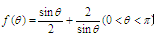 f(θ) = sinθ/2 + 2/sinθ (0 < θ < π)